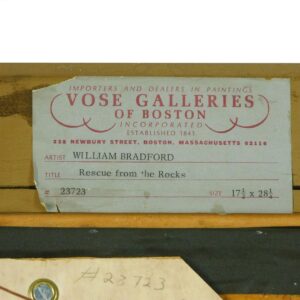 IMPORTERS AND DEALERS IN PAINTINGS
VOSE GALLERIES
OF BOSTON
INCORPORATED
ESTABLISHED 1841
238 NEWBURY STREET, BOSTON, MASSACHUSETTS 02116
ARTIST WILLIAM BRADFORD
TITLE Rescue from the Rocks
# 23723 SIZE 17½ x 28½
#23723